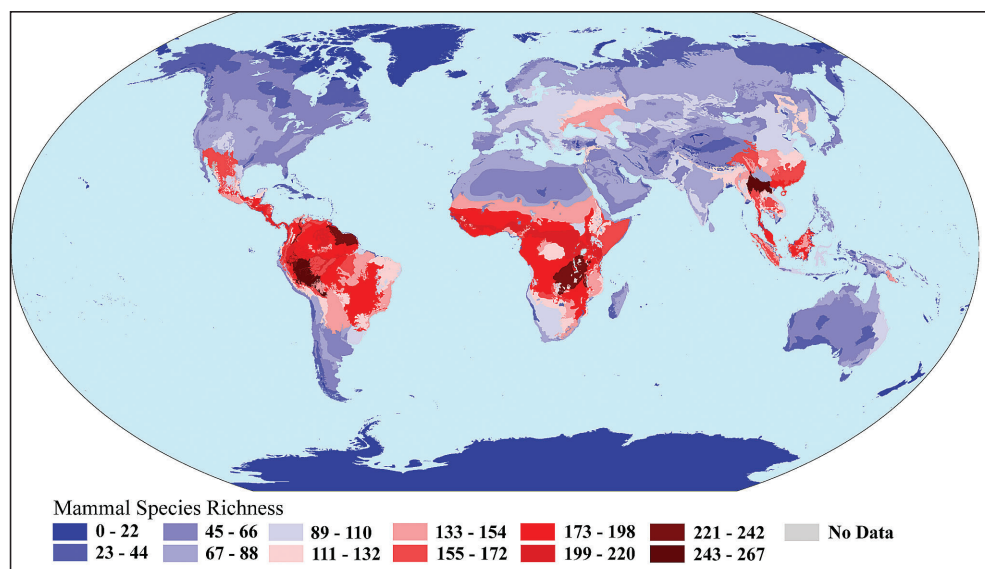 Mammal Species Richness
0 - 22 45 - 66 89 - 110 133 - 154 173 - 198 221 - 242 No Data
23 - 44 67 - 88 111 - 132 155 - 172 199 - 220 243 - 267